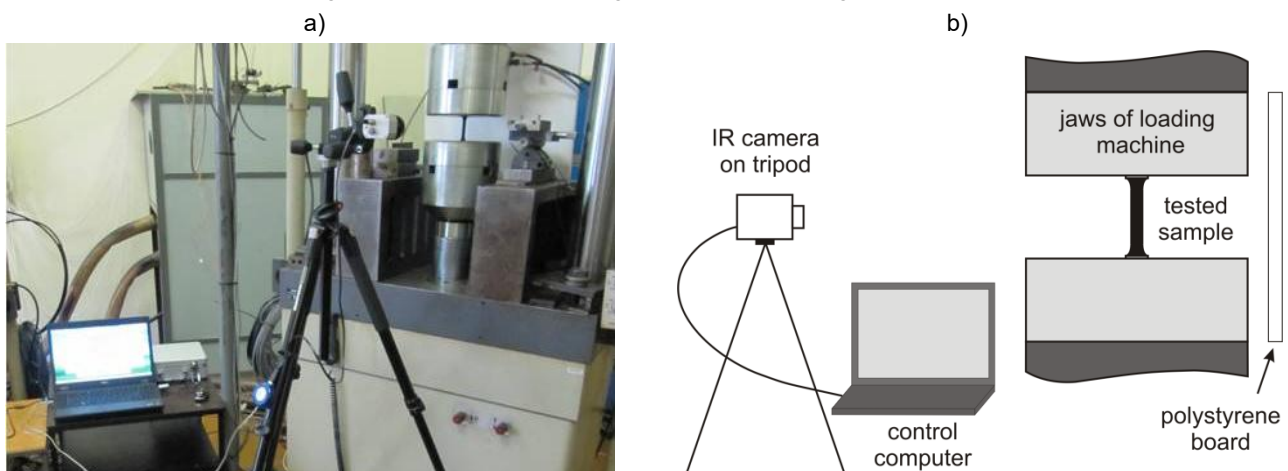 a)
b)
IR camera
on tripod
jaws of loading
machine
tested
sample
control
computer
polystyrene
board